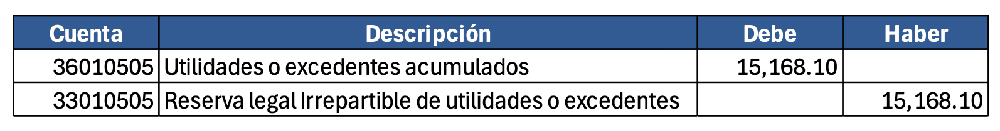 Cuenta Descripción Debe Haber
36010505 Utilidades o excedentes acumulados 15,168.10
33010505 Reserva legal Irrepartible de utilidades o excedentes 15,168.10